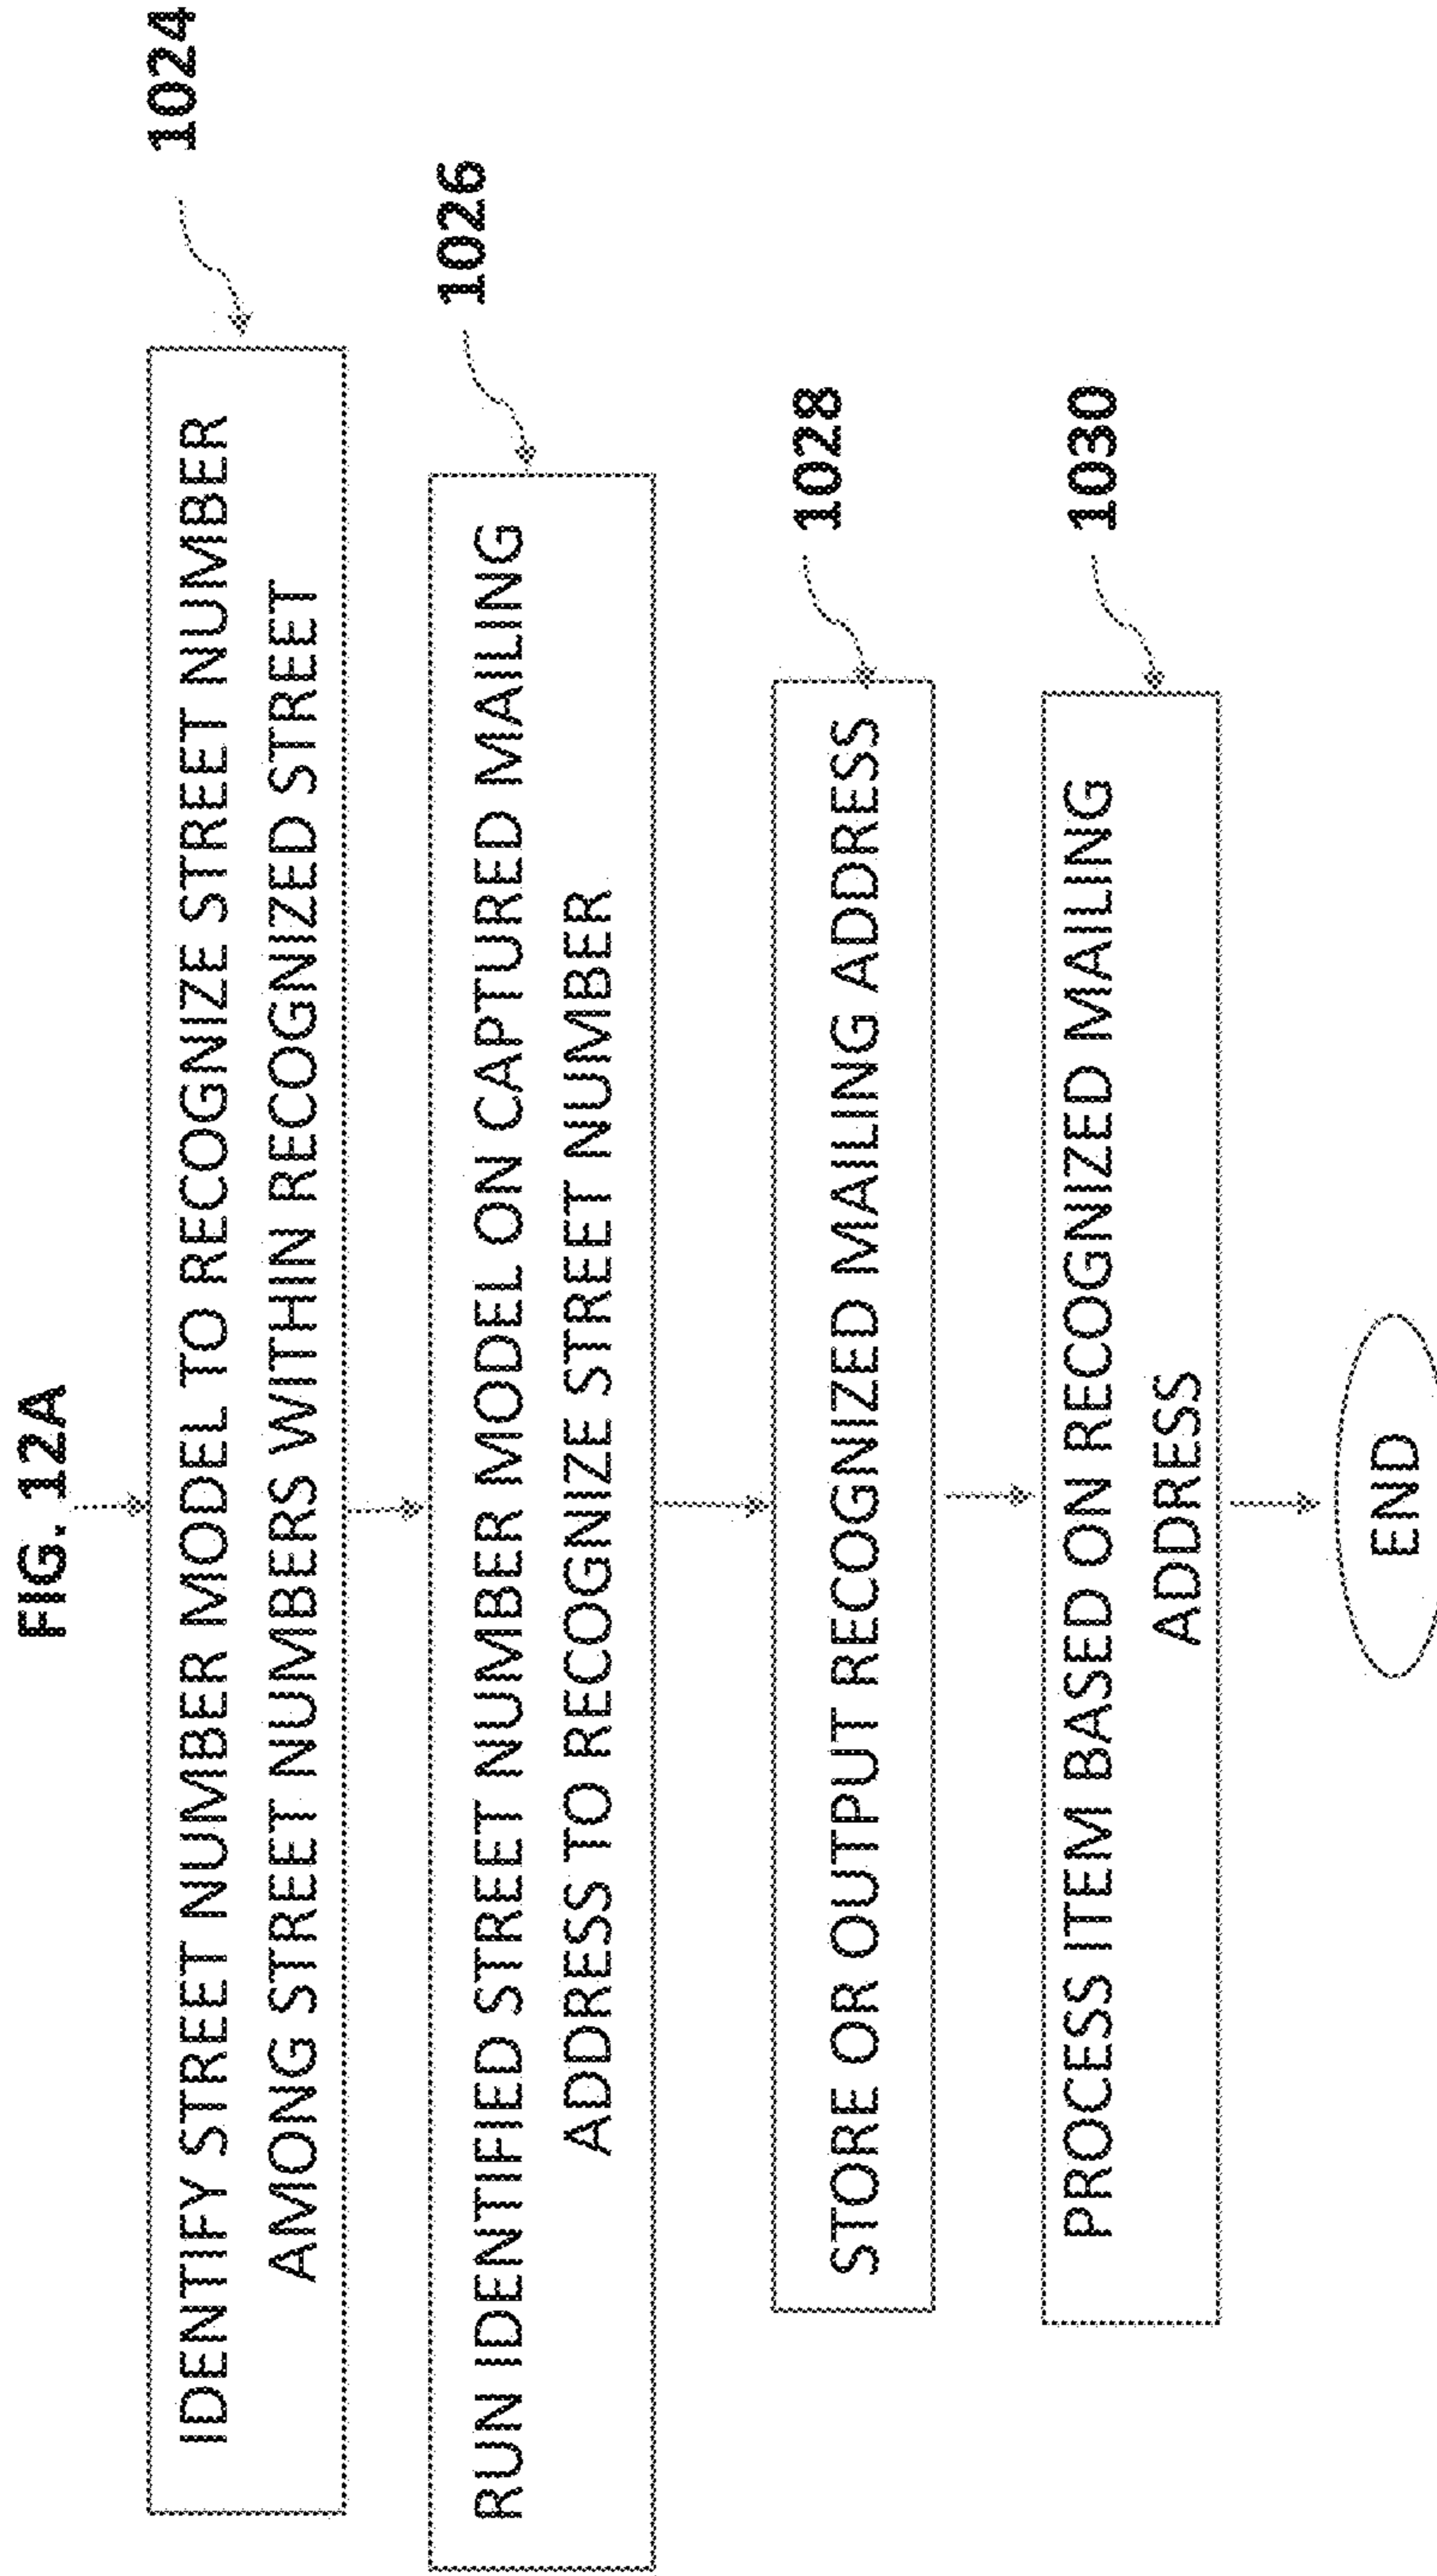 FIG. 12A
1024
IDENTIFY STREET NUMBER MODEL TO RECOGNIZE STREET NUMBER
AMONG STREET NUMBERS WITHIN RECOGNIZED STREET
1026
RUN IDENTIFIED STREET NUMBER MODEL ON CAPTURED MAILING
ADDRESS TO RECOGNIZE STREET NUMBER
1028
STORE OR OUTPUT RECOGNIZED MAILING ADDRESS
1030
PROCESS ITEM BASED ON RECOGNIZED MAILING
ADDRESS
END